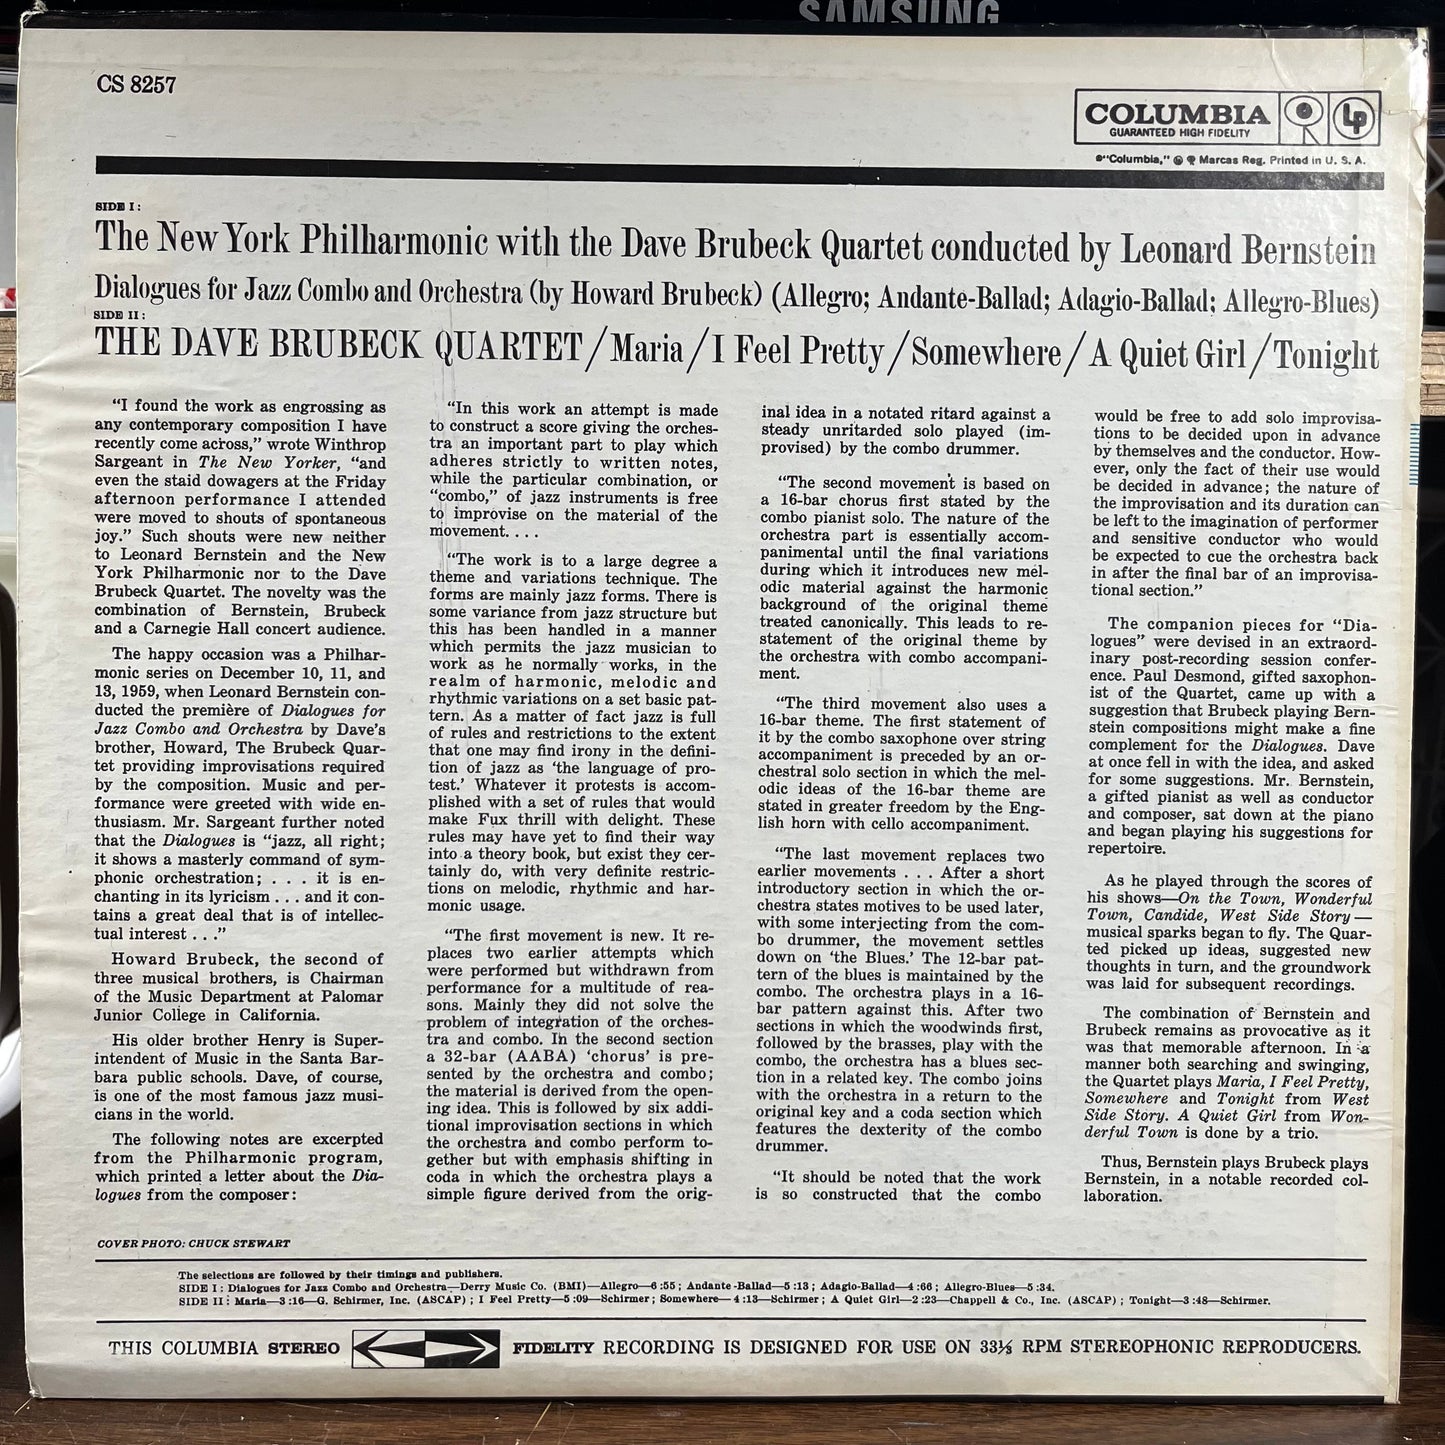 SAMSUNG
CS 8257
COLUMBIA
GUARANTEED HIGH FIDELITY
Lp
®"Columbia," Marcas Reg. Printed in U. S. A.
SIDE I:
The New York Philharmonic with the Dave Brubeck Quartet conducted by Leonard Bernstein
Dialogues for Jazz Combo and Orchestra (by Howard Brubeck) (Allegro; Andante-Ballad; Adagio-Ballad; Allegro-Blues)
SIDE II:
THE DAVE BRUBECK QUARTET/Maria/I Feel Pretty/Somewhere/A Quiet Girl/Tonight
"I found the work as engrossing as
any contemporary composition I have
recently come across," wrote Winthrop
Sargeant in The New Yorker, "and
even the staid dowagers at the Friday
afternoon performance I attended
were moved to shouts of spontaneous
joy." Such shouts were new neither
to Leonard Bernstein and the New
York Philharmonic nor to the Dave
Brubeck Quartet. The novelty was the
combination of Bernstein, Brubeck
and a Carnegie Hall concert audience.
The happy occasion was a Philhar-
monic series on December 10, 11, and
13, 1959, when Leonard Bernstein con-
ducted the première of Dialogues for
Jazz Combo and Orchestra by Dave's
brother, Howard, The Brubeck Quar-
tet providing improvisations required
by the composition. Music and per-
formance were greeted with wide en-
thusiasm. Mr. Sargeant further noted
that the Dialogues is "jazz, all right;
it shows a masterly command of sym-
phonic orchestration; . . . it is en-
chanting in its lyricism . . . and it con-
tains a great deal that is of intellec-
tual interest . . ."
Howard Brubeck, the second of
three musical brothers, is Chairman
of the Music Department at Palomar
Junior College in California.
His older brother Henry is Super-
intendent of Music in the Santa Bar-
bara public schools. Dave, of course,
is one of the most famous jazz musi-
cians in the world.
The following notes are excerpted
from the Philharmonic program,
which printed a letter about the Dia-
logues from the composer:
"In this work an attempt is made
to construct a score giving the orches-
tra an important part to play which
adheres strictly to written notes,
while the particular combination, or
"combo," of jazz instruments is free
to improvise on the material of the
movement. . . .
"The work is to a large degree a
theme and variations technique. The
forms are mainly jazz forms. There is
some variance from jazz structure but
this has been handled in a manner
which permits the jazz musician to
work as he normally works, in the
realm of harmonic, melodic and
rhythmic variations on a set basic pat-
tern. As a matter of fact jazz is full
of rules and restrictions to the extent
that one may find irony in the defini-
tion of jazz as 'the language of pro-
test.' Whatever it protests is accom-
plished with a set of rules that would
make Fux thrill with delight. These
rules may have yet to find their way
into a theory book, but exist they cer-
tainly do, with very definite restric-
tions on melodic, rhythmic and har-
monic usage.
"The first movement is new. It re-
places two earlier attempts which
were performed but withdrawn from
performance for a multitude of rea-
sons. Mainly they did not solve the
problem of integration of the orches-
tra and combo. In the second section
a 32-bar (AABA) 'chorus' is pre-
sented by the orchestra and combo;
the material is derived from the open-
ing idea. This is followed by six addi-
tional improvisation sections in which
the orchestra and combo perform to-
gether but with emphasis shifting in
coda in which the orchestra plays a
simple figure derived from the orig-
inal idea in a notated ritard against a
steady unritarded solo played (im-
provised) by the combo drummer.
"The second movement is based on
a 16-bar chorus first stated by the
combo pianist solo. The nature of the
orchestra part is essentially accom-
panimental until the final variations
during which it introduces new mel-
odic material against the harmonic
background of the original theme
treated canonically. This leads to re-
statement of the original theme by
the orchestra with combo accompani-
ment.
"The third movement also uses a
16-bar theme. The first statement of
it by the combo saxophone over string
accompaniment is preceded by an or-
chestral solo section in which the mel-
odic ideas of the 16-bar theme are
stated in greater freedom by the Eng-
lish horn with cello accompaniment.
"The last movement replaces two
earlier movements . . . After a short
introductory section in which the or-
chestra states motives to be used later,
with some interjecting from the com-
bo drummer, the movement settles
down on 'the Blues.' The 12-bar pat-
tern of the blues is maintained by the
combo. The orchestra plays in a 16-
bar pattern against this. After two
sections in which the woodwinds first,
followed by the brasses, play with the
combo, the orchestra has a blues sec-
tion in a related key. The combo joins
with the orchestra in a return to the
original key and a coda section which
features the dexterity of the combo
drummer.
"It should be noted that the work
is so constructed that the combo
would be free to add solo improvisa-
tions to be decided upon in advance
by themselves and the conductor. How-
ever, only the fact of their use would
be decided in advance; the nature of
the improvisation and its duration can
be left to the imagination of performer
and sensitive conductor who would
be expected to cue the orchestra back
in after the final bar of an improvisa-
tional section."
The companion pieces for "Dia-
logues" were devised in an extraord-
inary post-recording session confer-
ence. Paul Desmond, gifted saxophon-
ist of the Quartet, came up with a
suggestion that Brubeck playing Bern-
stein compositions might make a fine
complement for the Dialogues. Dave
at once fell in with the idea, and asked
for some suggestions. Mr. Bernstein,
a gifted pianist as well as conductor
and composer, sat down at the piano
and began playing his suggestions for
repertoire.
As he played through the scores of
his shows—On the Town, Wonderful
Town, Candide, West Side Story—
musical sparks began to fly. The Quar-
ted picked up ideas, suggested new
thoughts in turn, and the groundwork
was laid for subsequent recordings.
The combination of Bernstein and
Brubeck remains as provocative as it
was that memorable afternoon. In a
manner both searching and swinging,
the Quartet plays Maria, I Feel Pretty,
Somewhere and Tonight from West
Side Story. A Quiet Girl from Won-
derful Town is done by a trio.
Thus, Bernstein plays Brubeck plays
Bernstein, in a notable recorded col-
laboration.
COVER PHOTO: CHUCK STEWART
The selections are followed by their timings and publishers.
SIDE I: Dialogues for Jazz Combo and Orchestra—Derry Music Co. (BMI)—Allegro—6:55; Andante-Ballad—5:13; Adagio-Ballad—4:66; Allegro-Blues—5:34.
SIDE II: Maria—3:16—G. Schirmer, Inc. (ASCAP); I Feel Pretty—5:09—Schirmer; Somewhere—4:13—Schirmer; A Quiet Girl—2:23—Chappell & Co., Inc. (ASCAP); Tonight—3:48—Schirmer.
THIS COLUMBIA STEREO FIDELITY RECORDING IS DESIGNED FOR USE ON 33⅓ RPM STEREOPHONIC REPRODUCERS.